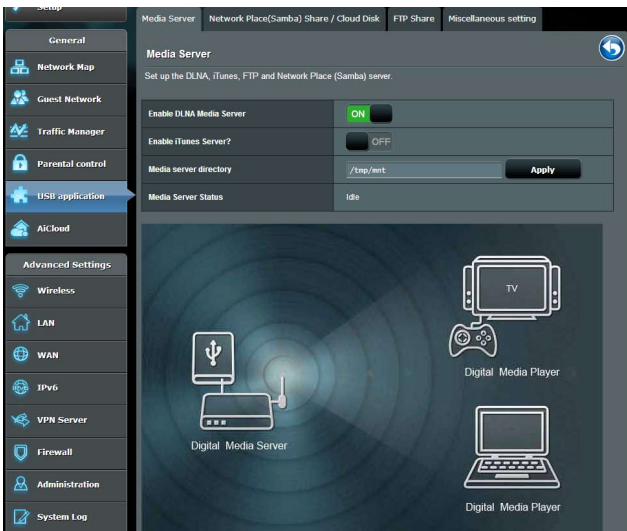 Setup
General
Network Map
Guest Network
Traffic Manager
Parental control
USB application
AiCloud
Advanced Settings
Wireless
LAN
WAN
IPv6
VPN Server
Firewall
Administration
System Log
Media Server Network Place(Samba) Share / Cloud Disk FTP Share Miscellaneous setting
Media Server
Set up the DLNA, iTunes, FTP and Network Place (Samba) server.
Enable DLNA Media Server ON
Enable iTunes Server? OFF
Media server directory /tmp/mnt Apply
Media Server Status Idle
TV
Digital Media Player
Digital Media Server
Digital Media Player